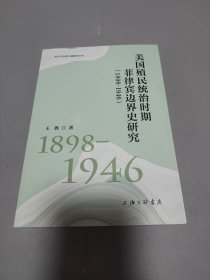 美国殖民统治时期
菲律宾边界史研究
(1898-1946)
王胜 著
1898-
1946
上海三联书店